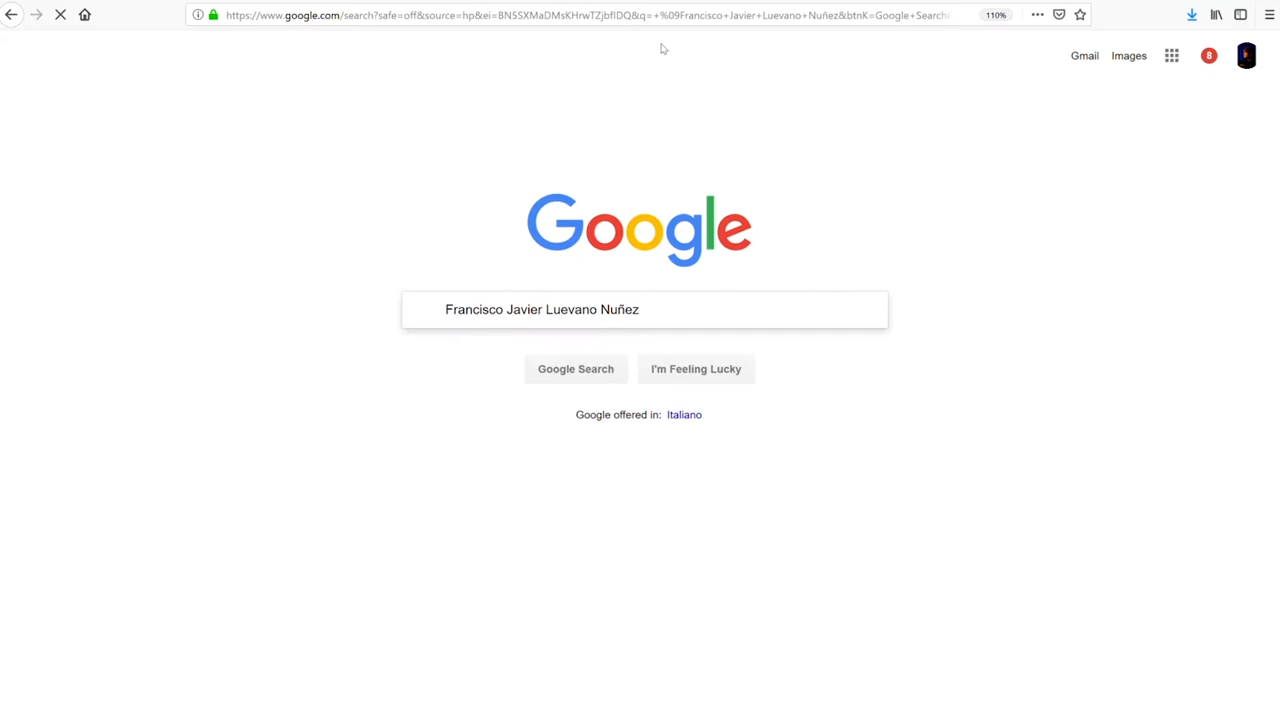 https://www.google.com/search?safe=off&source=hp&ei=8N5SXMaDMsKHrwTZjbfIDQ&q=+%09Francisco+Javier+Luevano+Nuñez&btnK=Google+Search
110%
Gmail Images 8
Google
Francisco Javier Luevano Nuñez
Google Search I'm Feeling Lucky
Google offered in: Italiano